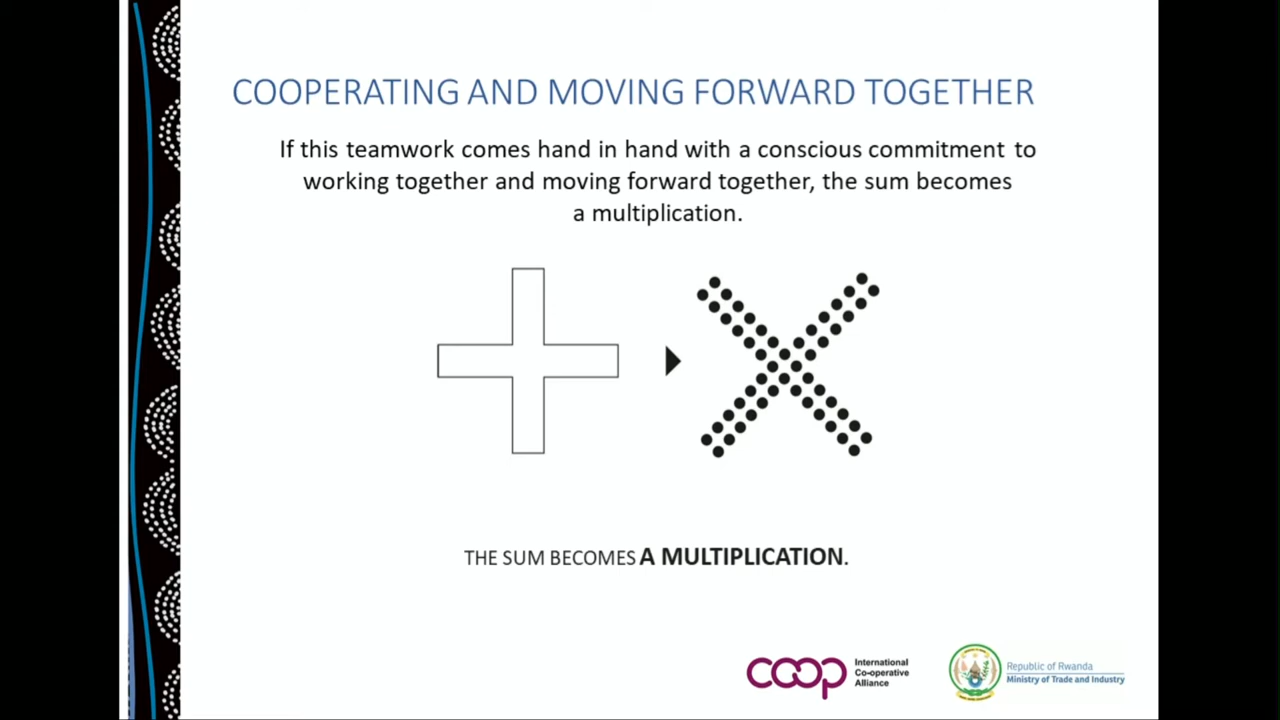 COOPERATING AND MOVING FORWARD TOGETHER
If this teamwork comes hand in hand with a conscious commitment to
working together and moving forward together, the sum becomes
a multiplication.
THE SUM BECOMES A MULTIPLICATION.
coop
International
Co-operative
Alliance
Republic of Rwanda
Ministry of Trade and Industry